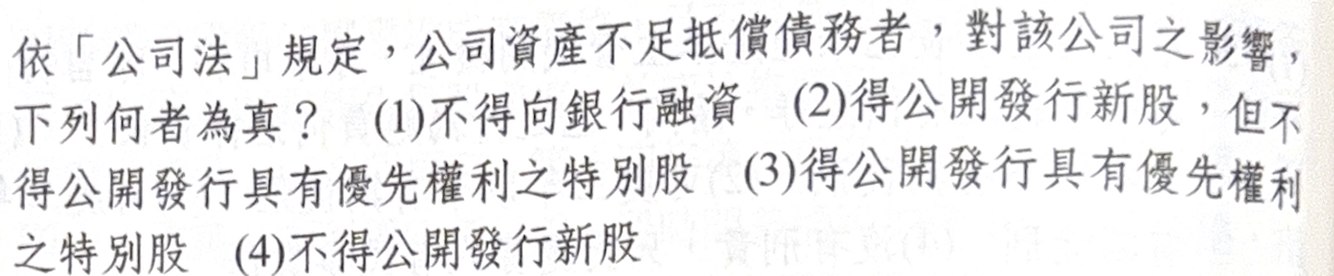 依「公司法」規定，公司資產不足抵償債務者，對該公司之影響，
下列何者為真？ (1)不得向銀行融資 (2)得公開發行新股，但不
得公開發行具有優先權利之特別股 (3)得公開發行具有優先權利
之特別股 (4)不得公開發行新股